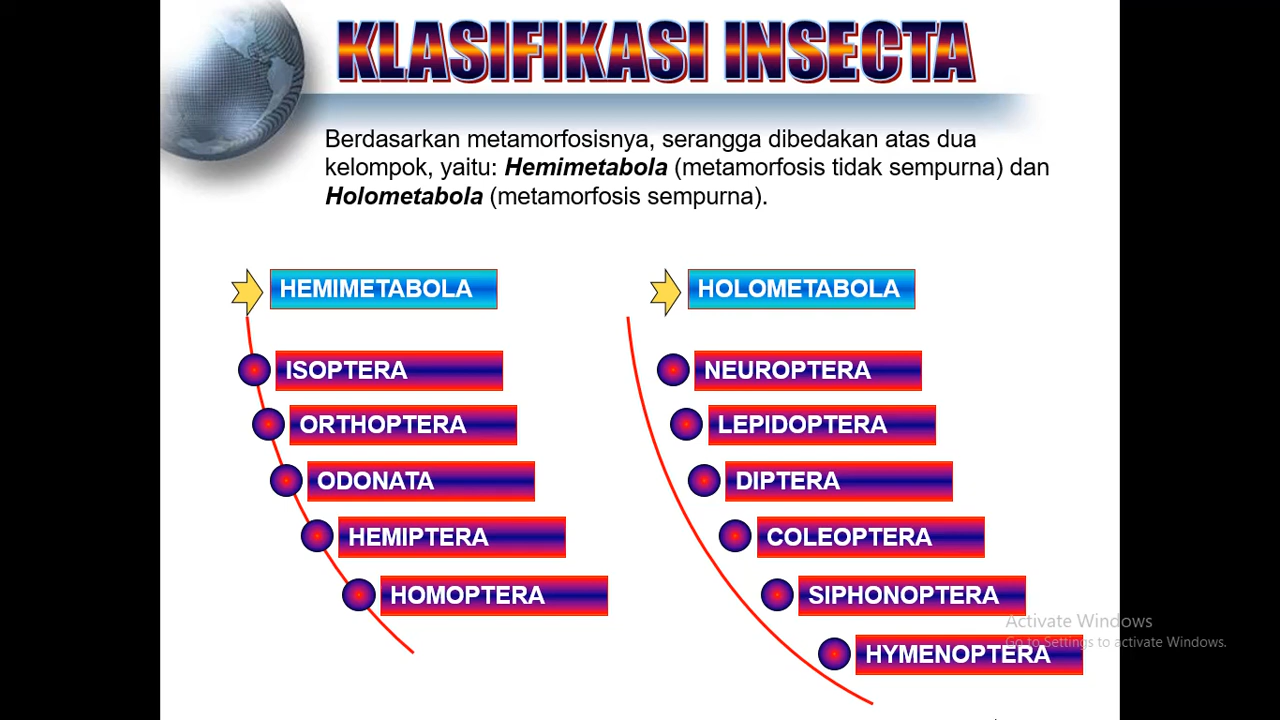 KLASIFIKASI INSECTA
Berdasarkan metamorfosisnya, serangga dibedakan atas dua
kelompok, yaitu: Hemimetabola (metamorfosis tidak sempurna) dan
Holometabola (metamorfosis sempurna).
HEMIMETABOLA
ISOPTERA
ORTHOPTERA
ODONATA
HEMIPTERA
HOMOPTERA
HOLOMETABOLA
NEUROPTERA
LEPIDOPTERA
DIPTERA
COLEOPTERA
SIPHONOPTERA
HYMENOPTERA
Activate Windows
Go to Settings to activate Windows.